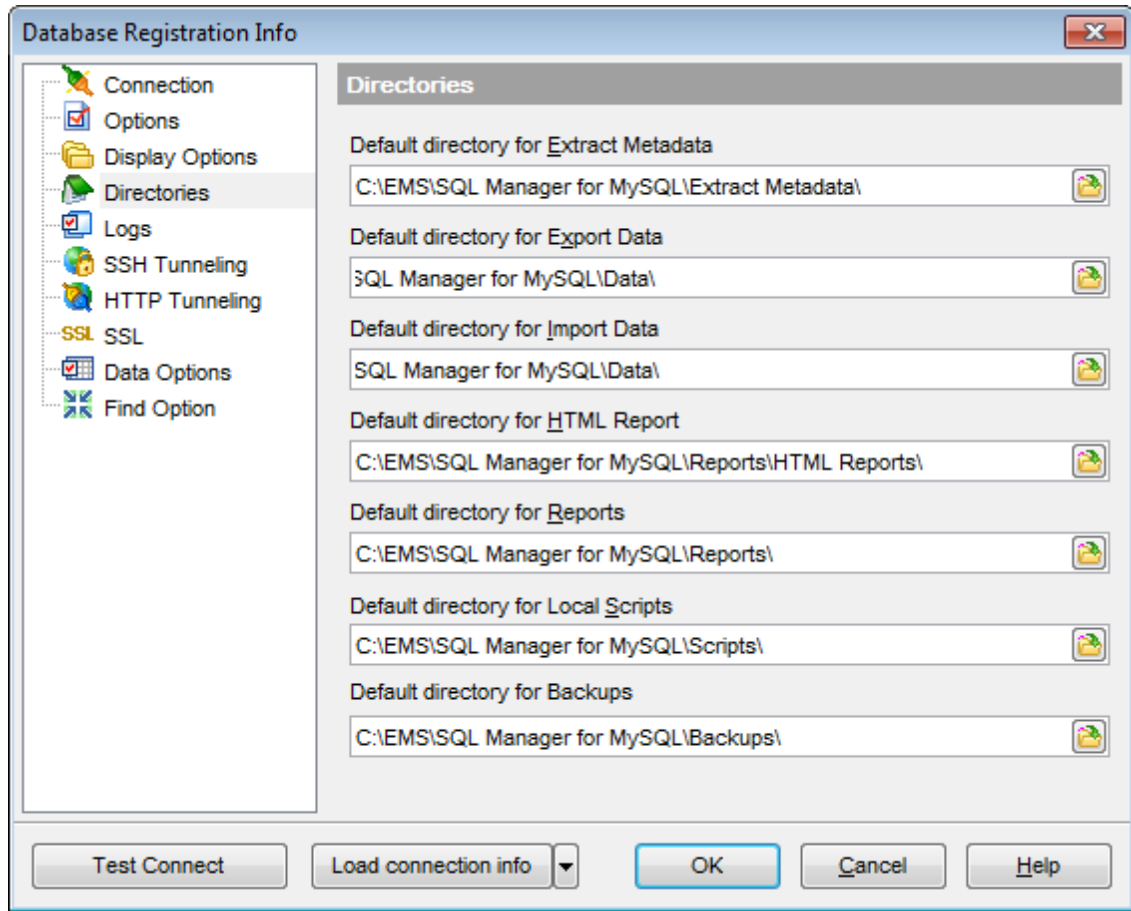 Database Registration Info
Connection
Options
Display Options
Directories
Logs
SSH Tunneling
HTTP Tunneling
SSL SSL
Data Options
Find Option
Directories
Default directory for Extract Metadata
C:\EMS\SQL Manager for MySQL\Extract Metadata\
Default directory for Export Data
SQL Manager for MySQL\Data\
Default directory for Import Data
SQL Manager for MySQL\Data\
Default directory for HTML Report
C:\EMS\SQL Manager for MySQL\Reports\HTML Reports\
Default directory for Reports
C:\EMS\SQL Manager for MySQL\Reports\
Default directory for Local Scripts
C:\EMS\SQL Manager for MySQL\Scripts\
Default directory for Backups
C:\EMS\SQL Manager for MySQL\Backups\
Test Connect
Load connection info
OK
Cancel
Help